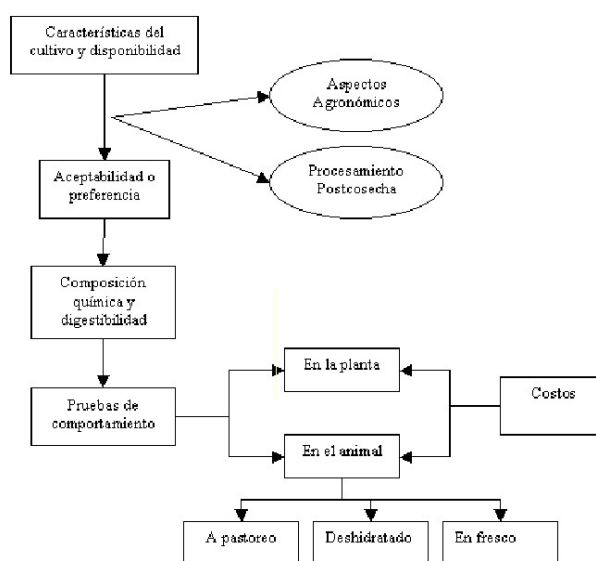 Características del
cultivo y disponibilidad
Aspectos
Agronómicos
Procesamiento
Postcosecha
Aceptabilidad o
preferencia
Composición
química y
digestibilidad
En la planta
Costos
Pruebas de
comportamiento
En el animal
A pastoreo
Deshidratado
En fresco